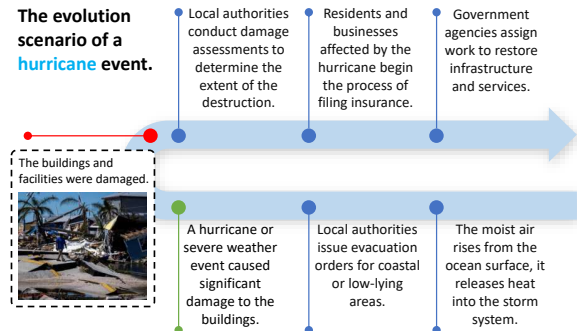 The evolution
scenario of a
hurricane event.
Local authorities
conduct damage
assessments to
determine the
extent of the
destruction.
Residents and
businesses
affected by the
hurricane begin
the process of
filing insurance.
Government
agencies assign
work to restore
infrastructure
and services.
The buildings and
facilities were damaged.
A hurricane or
severe weather
event caused
significant
damage to the
buildings.
Local authorities
issue evacuation
orders for coastal
or low-lying
areas.
The moist air
rises from the
ocean surface, it
releases heat
into the storm
system.